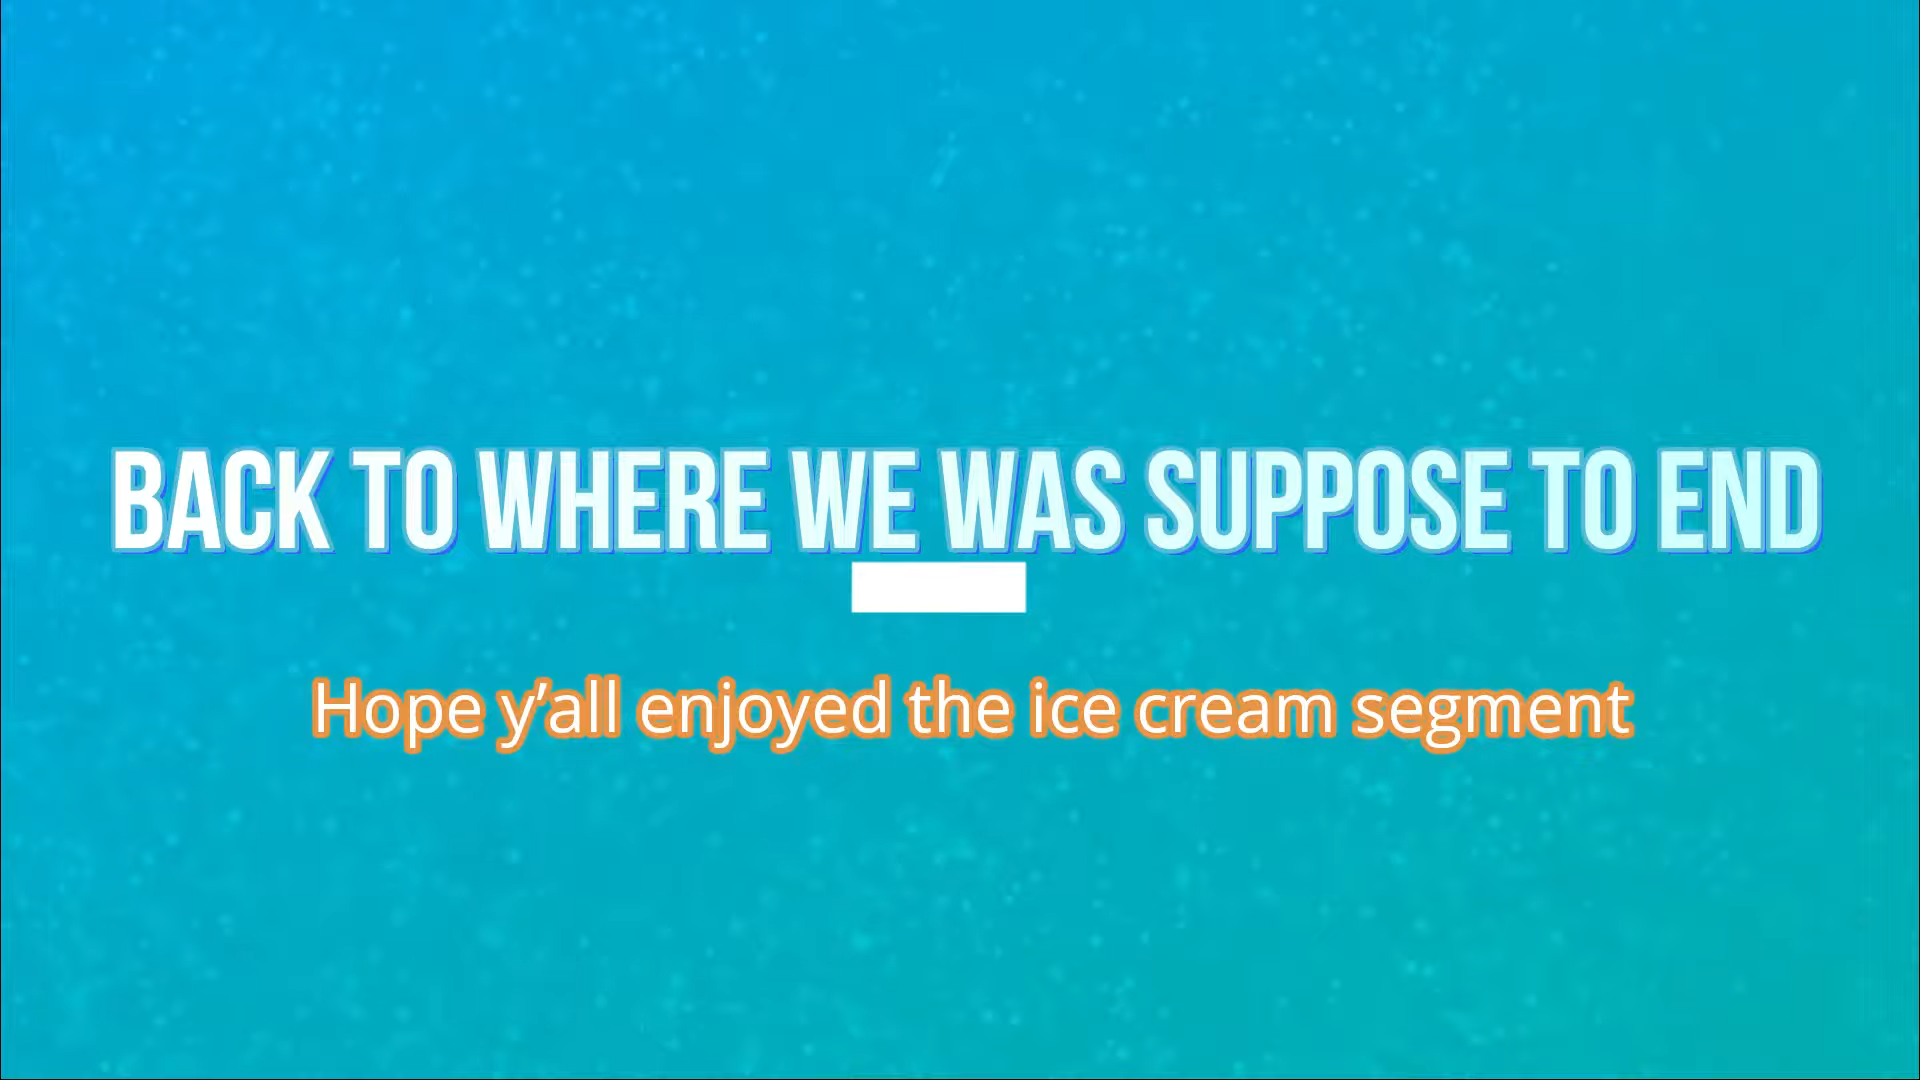 BACK TO WHERE WE WAS SUPPOSE TO END
Hope y’all enjoyed the ice cream segment